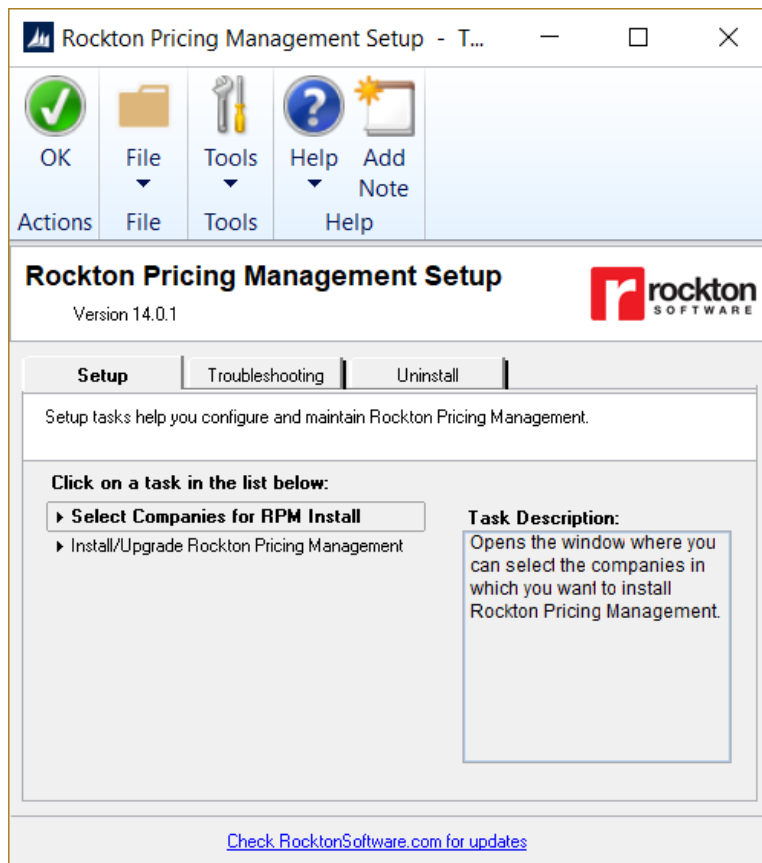 Rockton Pricing Management Setup - T...
OK
File
Tools
Help
Add
Note
Actions
File
Tools
Help
Rockton Pricing Management Setup
Version 14.0.1
rockton
SOFTWARE
Setup
Troubleshooting
Uninstall
Setup tasks help you configure and maintain Rockton Pricing Management.
Click on a task in the list below:
Select Companies for RPM Install
Install/Upgrade Rockton Pricing Management
Task Description:
Opens the window where you
can select the companies in
which you want to install
Rockton Pricing Management.
Check RocktonSoftware.com for updates